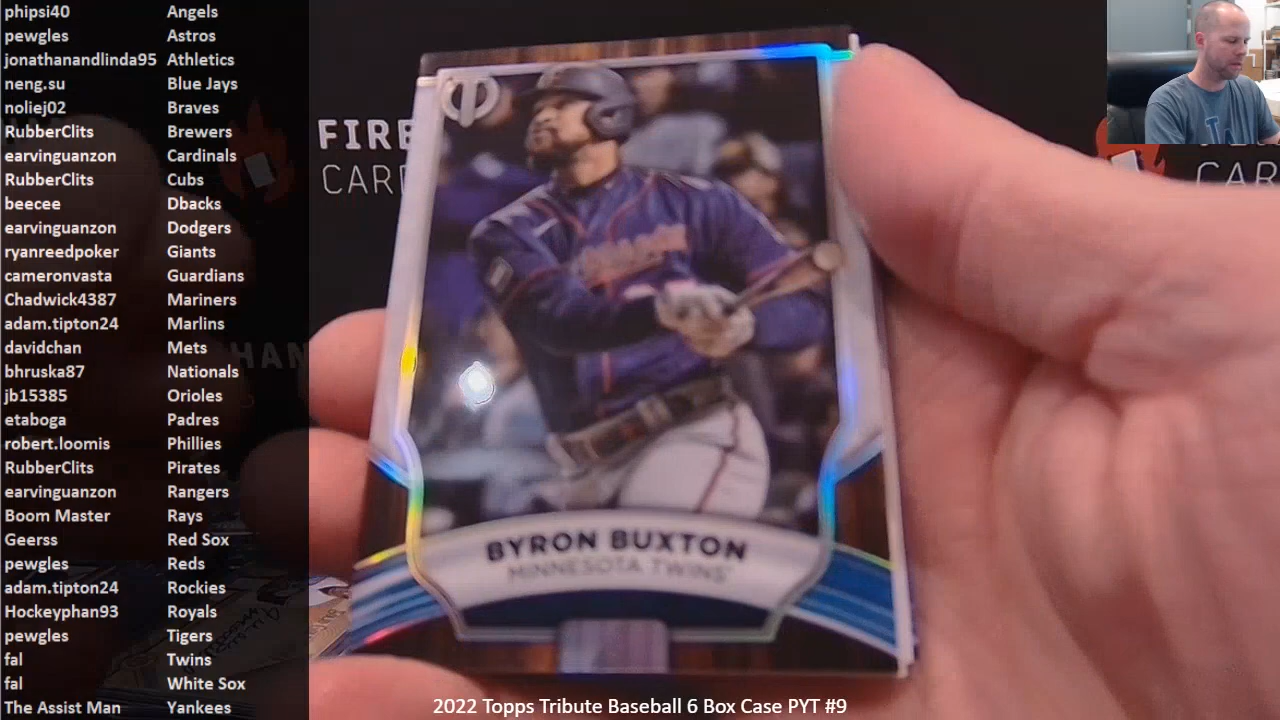 phipsi40 Angels
pewgles Astros
jonathanandlinda95 Athletics
neng.su Blue Jays
noliej02 Braves
RubberClits Brewers
earvinguanzon Cardinals
RubberClits Cubs
beecee Dbacks
earvinguanzon Dodgers
ryanreedpoker Giants
cameronvasta Guardians
Chadwick4387 Mariners
adam.tipton24 Marlins
davidchan Mets
bhruska87 Nationals
jb15385 Orioles
etaboga Padres
robert.loomis Phillies
RubberClits Pirates
earvinguanzon Rangers
Boom Master Rays
Geerss Red Sox
pewgles Reds
adam.tipton24 Rockies
Hockeyphan93 Royals
pewgles Tigers
fal Twins
fal White Sox
The Assist Man Yankees
FIRE
CAR
BYRON BUXTON
MINNESOTA TWINS
CAR
2022 Topps Tribute Baseball 6 Box Case PYT #9